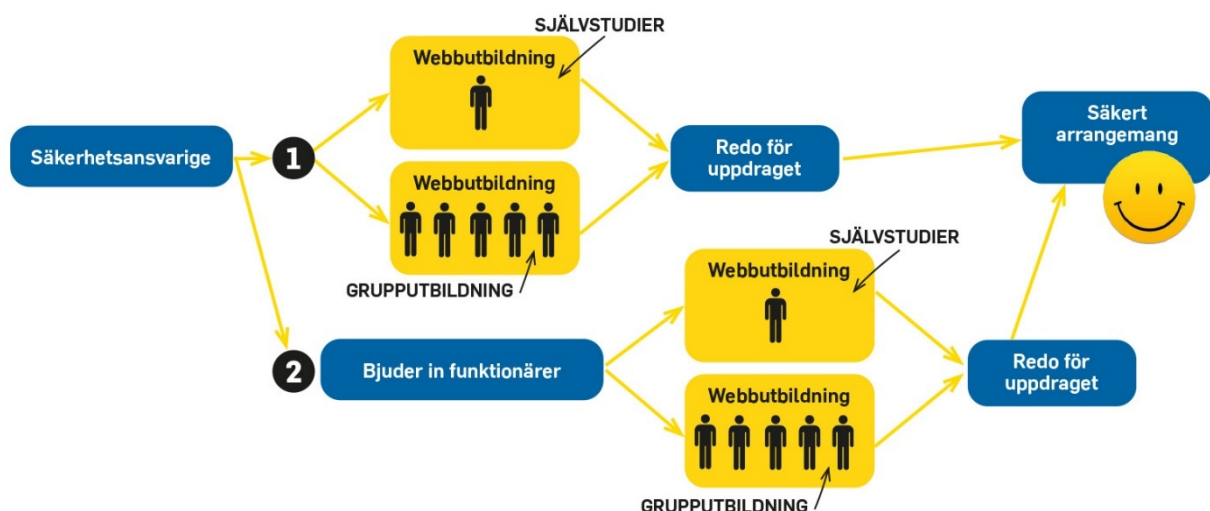 SJÄLVSTUDIER
Webbutbildning
Säkerhetsansvarige
1
Webbutbildning
GRUPPUTBILDNING
Redo för
uppdraget
Säkert
arrangemang
2
Bjuder in funktionärer
SJÄLVSTUDIER
Webbutbildning
Webbutbildning
GRUPPUTBILDNING
Redo för
uppdraget